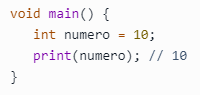 void main() {
   int numero = 10;
   print(numero); // 10
}